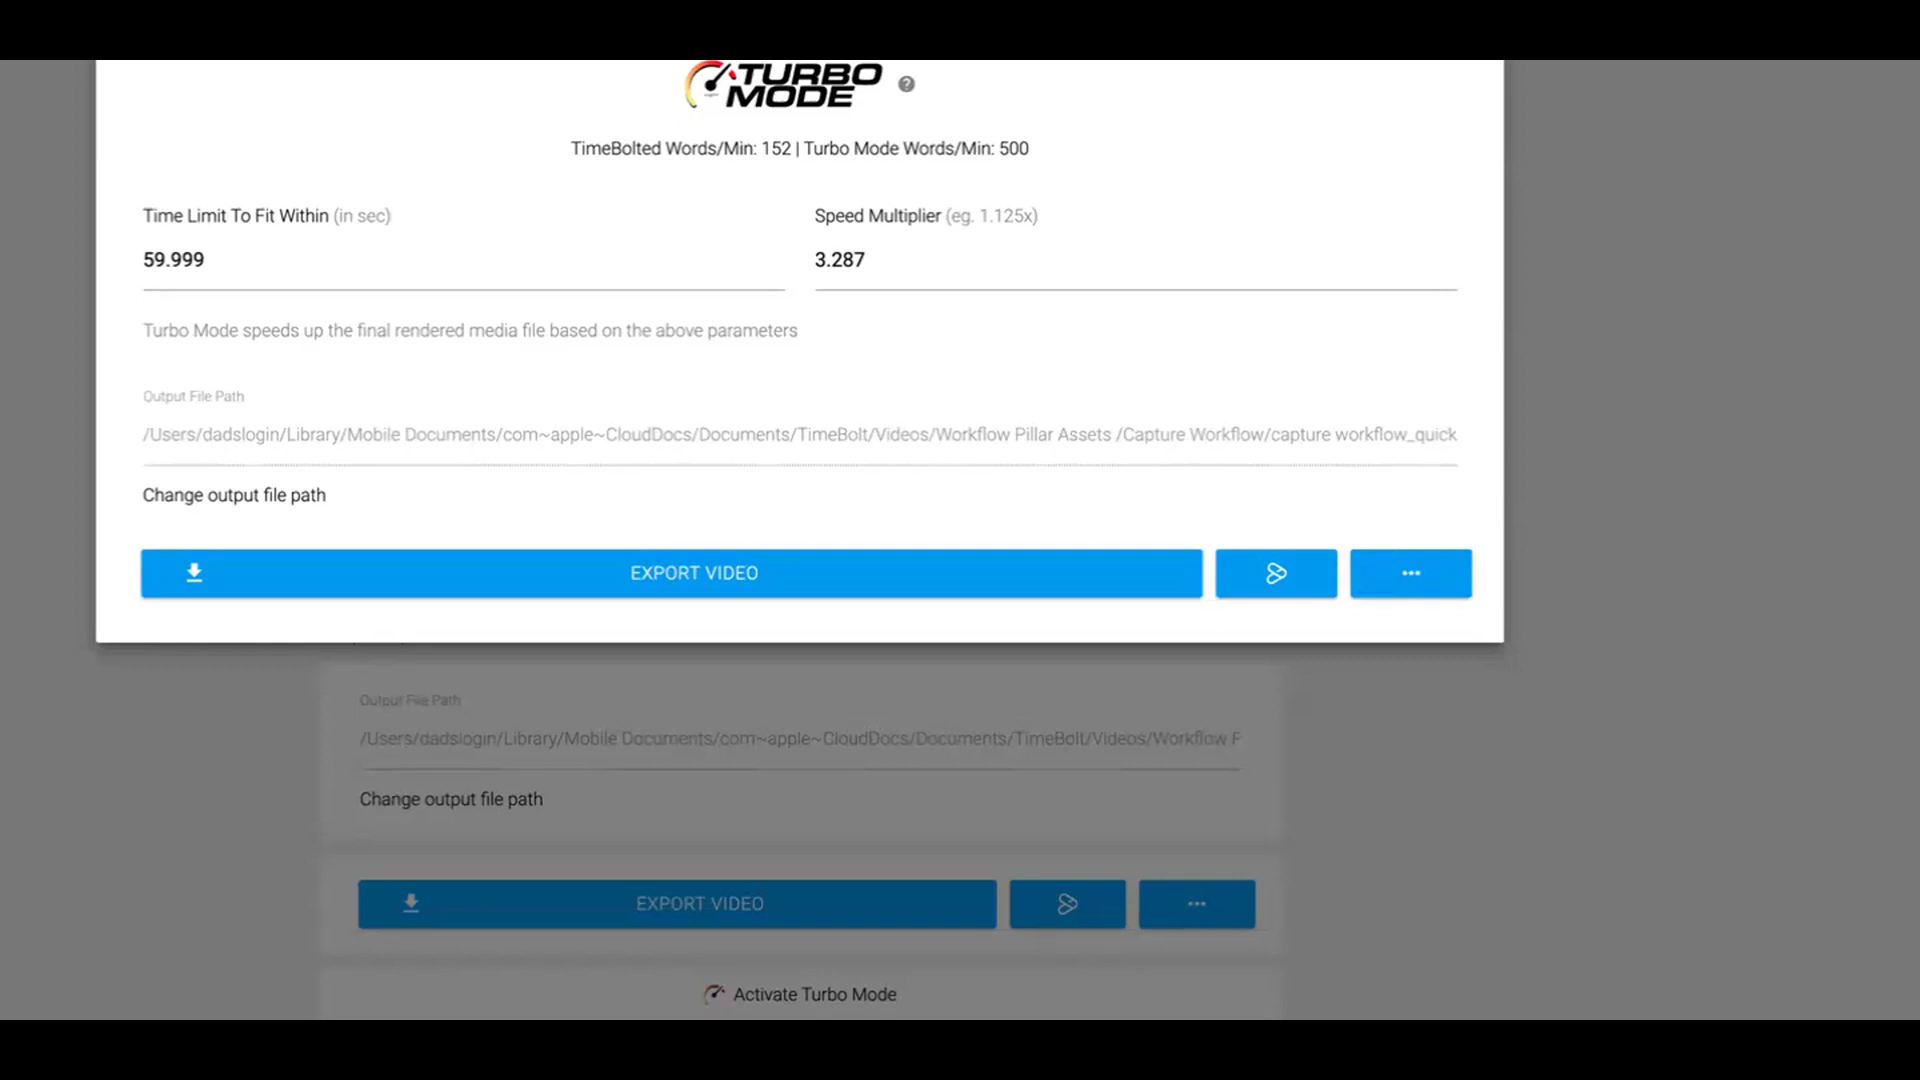 TURBO
MODE
TimeBolted Words/Min: 152 | Turbo Mode Words/Min: 500
Time Limit To Fit Within (in sec)
Speed Multiplier (eg. 1.125x)
59.999
3.287
Turbo Mode speeds up the final rendered media file based on the above parameters
Output File Path
/Users/dadslogin/Library/Mobile Documents/com~apple~CloudDocs/Documents/TimeBolt/Videos/Workflow Pillar Assets /Capture Workflow/capture workflow_quick
Change output file path
EXPORT VIDEO
Output File Path
/Users/dadslogin/Library/Mobile Documents/com~apple~CloudDocs/Documents/TimeBolt/Videos/Workflow P
Change output file path
EXPORT VIDEO
Activate Turbo Mode